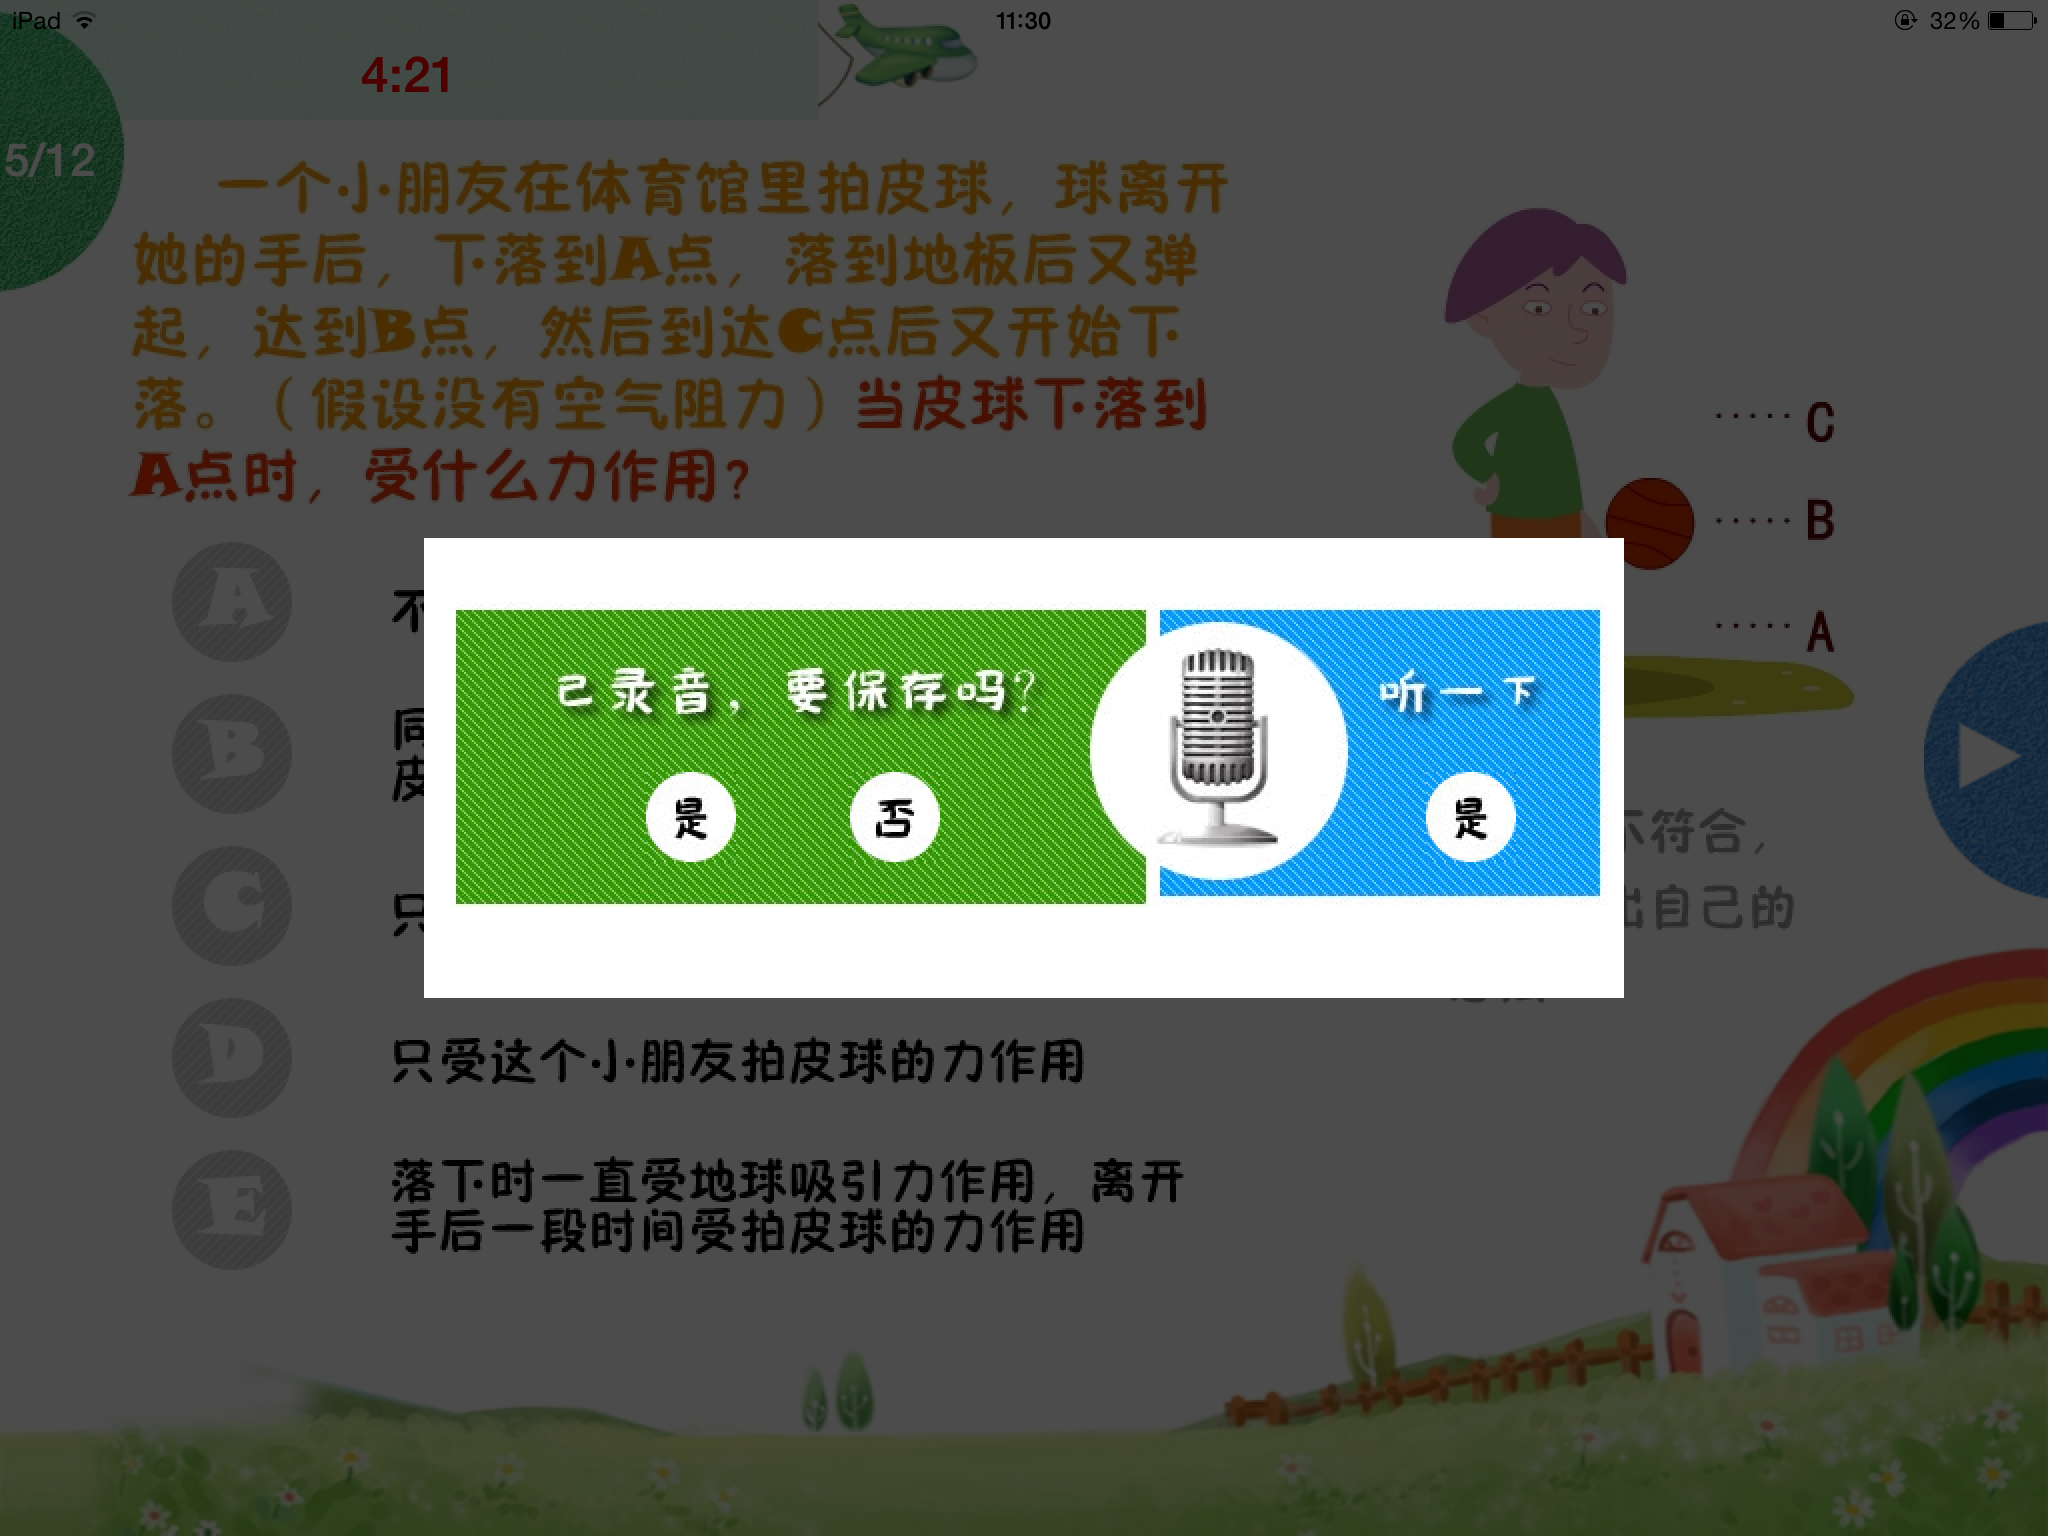 iPad
11:30
32%
4:21
5/12
一个小朋友在体育馆里拍皮球，球离开
她的手后，下落到A点，落到地板后又弹
起，达到B点，然后到达C点后又开始下
落。（假设没有空气阻力）当皮球下落到
A点时，受什么力作用？
C
B
A
A
不
B
同
皮
C
只
D
只受这个小朋友拍皮球的力作用
E
落下时一直受地球吸引力作用，离开
手后一段时间受拍皮球的力作用
已录音，要保存吗？
是
否
听一下
是
不符合，
出自己的